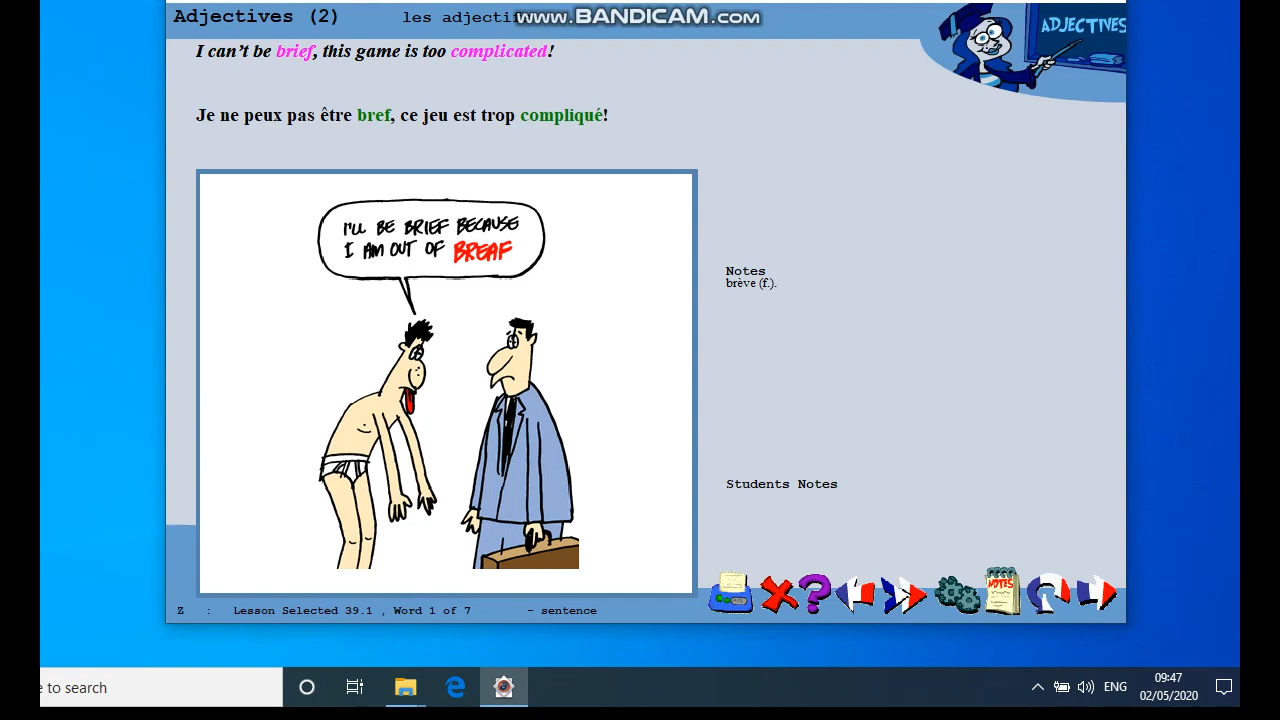 Adjectives (2) les adjectif
www.BANDICAM.com
ADJECTIVES
I can't be brief, this game is too complicated!
Je ne peux pas être bref, ce jeu est trop compliqué!
I'LL BE BRIEF BECAUSE
I AM OUT OF BREAF
Notes
brève (f.).
Students Notes
NOTES
Z : Lesson Selected 39.1 , Word 1 of 7 - sentence
e to search
ENG
09:47
02/05/2020